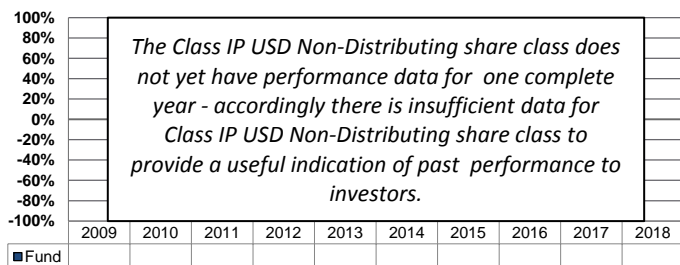 100%
80%
60%
40%
20%
0%
-20%
-40%
-60%
-80%
-100%
The Class IP USD Non-Distributing share class does
not yet have performance data for one complete
year - accordingly there is insufficient data for
Class IP USD Non-Distributing share class to
provide a useful indication of past performance to
investors.
2009 2010 2011 2012 2013 2014 2015 2016 2017 2018
Fund